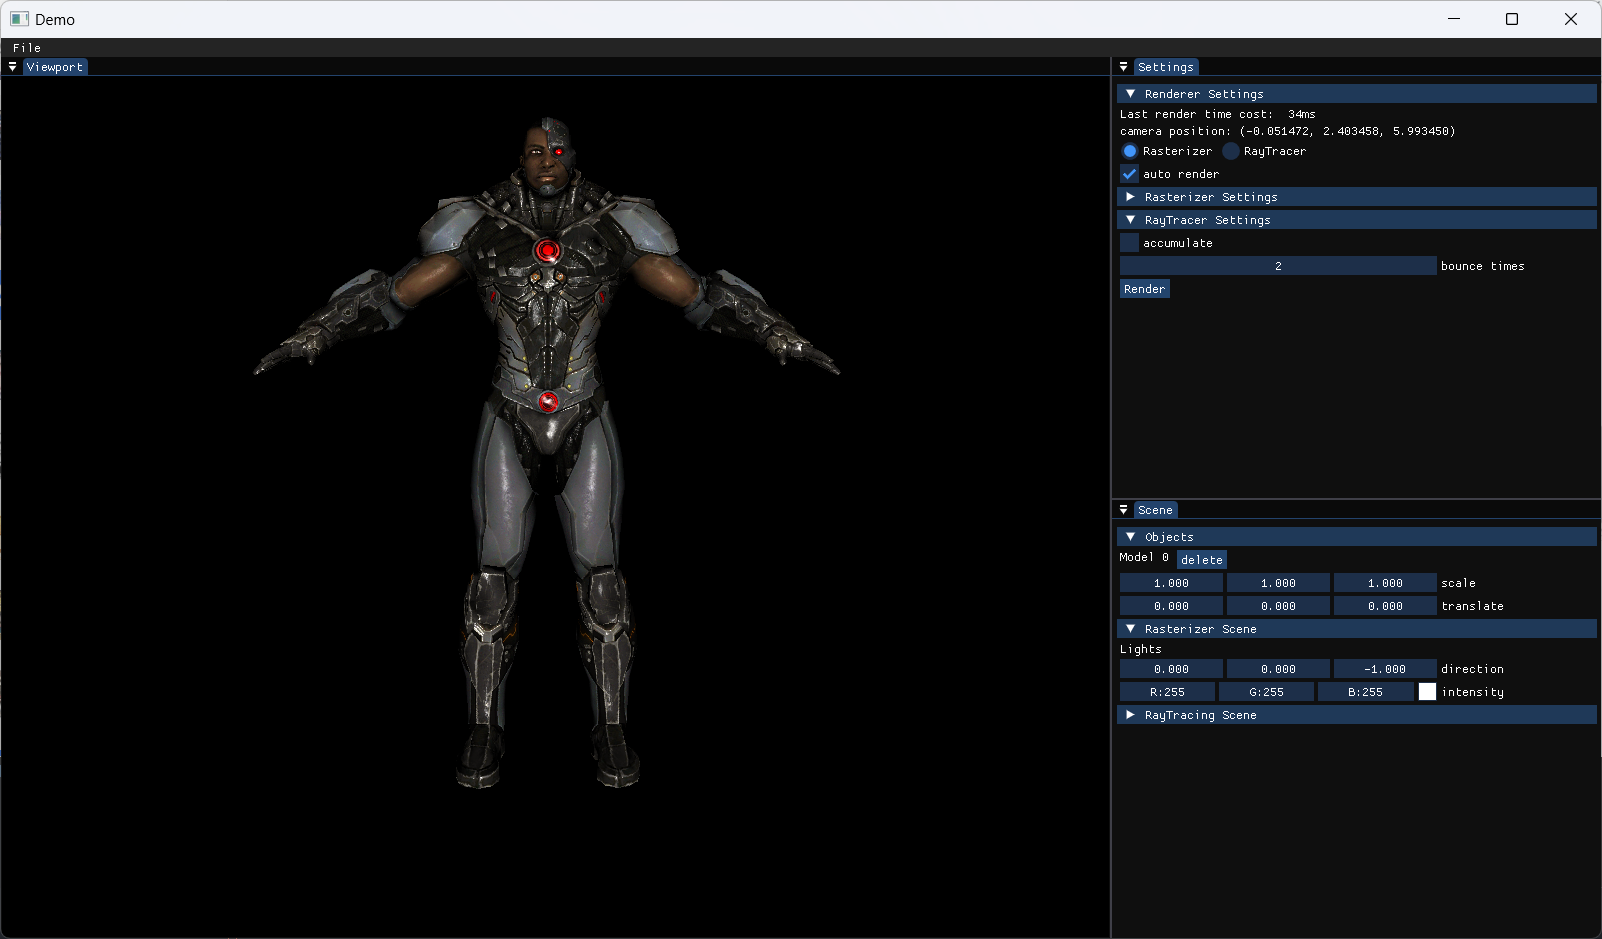 Demo
File
Viewport
Settings
Renderer Settings
Last render time cost:  34ms
camera position: (-0.051472, 2.403458, 5.993450)
Rasterizer RayTracer
auto render
Rasterizer Settings
RayTracer Settings
accumulate
2 bounce times
Render
Scene
Objects
Model 0 delete
1.000 1.000 1.000 scale
0.000 0.000 0.000 translate
Rasterizer Scene
Lights
0.000 0.000 -1.000 direction
R:255 G:255 B:255 intensity
RayTracing Scene